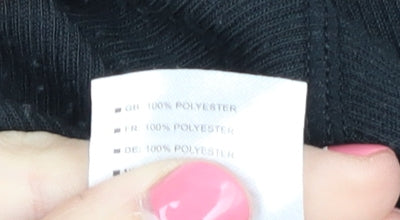 GB: 100% POLYESTER
FR: 100% POLYESTER
DE: 100% POLYESTER